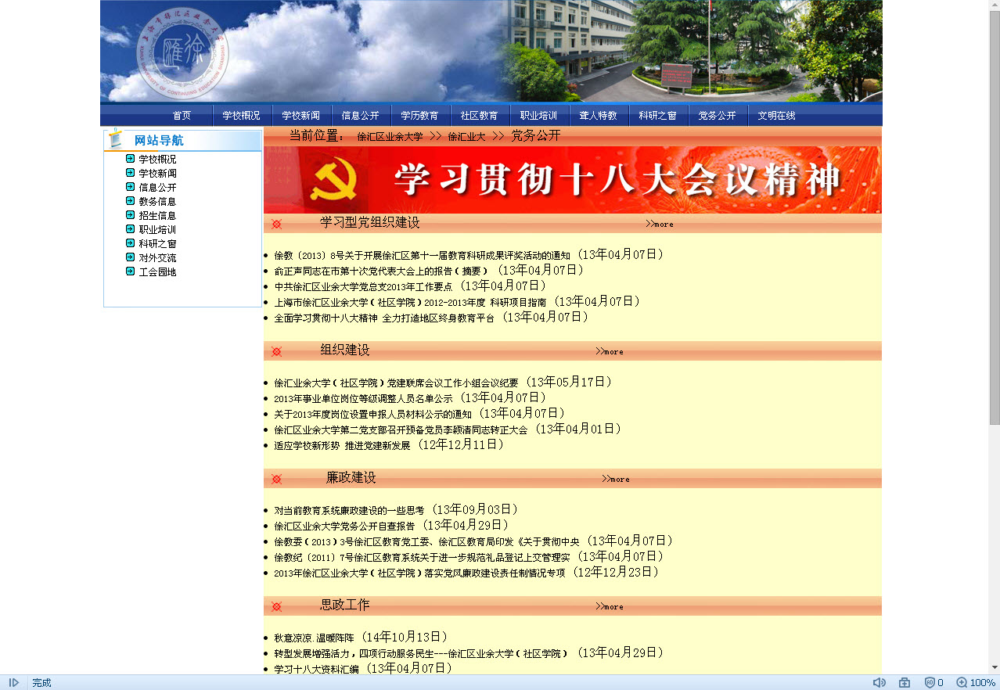 上海市徐汇区业余大学
徐汇
XUHUI UNIVERSITY OF CONTINUING EDUCATION SHANGHAI
首页 学校概况 学校新闻 信息公开 学历教育 社区教育 职业培训 聋人特教 科研之窗 党务公开 文明在线
网站导航
学校概况
学校新闻
信息公开
教务信息
招生信息
职业培训
科研之窗
对外交流
工会园地
当前位置: 徐汇区业余大学 >> 徐汇业大 >> 党务公开
学习贯彻十八大会议精神
学习型党组织建设 >>more
徐教〔2013〕8号关于开展徐汇区第十一届教育科研成果评奖活动的通知 (13年04月07日)
俞正声同志在市第十次党代表大会上的报告(摘要) (13年04月07日)
中共徐汇区业余大学党总支2013年工作要点 (13年04月07日)
上海市徐汇区业余大学(社区学院)2012-2013年度 科研项目指南 (13年04月07日)
全面学习贯彻十八大精神 全力打造地区终身教育平台 (13年04月07日)
组织建设 >>more
徐汇业余大学(社区学院)党建联席会议工作小组会议纪要 (13年05月17日)
2013年事业单位岗位等级调整人员名单公示 (13年04月07日)
关于2013年度岗位设置申报人员材料公示的通知 (13年04月07日)
徐汇区业余大学第二党支部召开预备党员李颖渚同志转正大会 (13年04月01日)
适应学校新形势 推进党建新发展 (12年12月11日)
廉政建设 >>more
对当前教育系统廉政建设的一些思考 (13年09月03日)
徐汇区业余大学党务公开自查报告 (13年04月29日)
徐教委(2013)3号徐汇区教育党工委、徐汇区教育局印发《关于贯彻中央 (13年04月07日)
徐教纪〔2011〕7号徐汇区教育系统关于进一步规范礼品登记上交管理实 (13年04月07日)
2013年徐汇区业余大学(社区学院)落实党风廉政建设责任制情况专项 (12年12月23日)
思政工作 >>more
秋意凉凉.温暖阵阵 (14年10月13日)
转型发展增强活力,四项行动服务民生---徐汇区业余大学(社区学院) (13年04月29日)
学习十八大资料汇编 (13年04月07日)
完成 0 100%